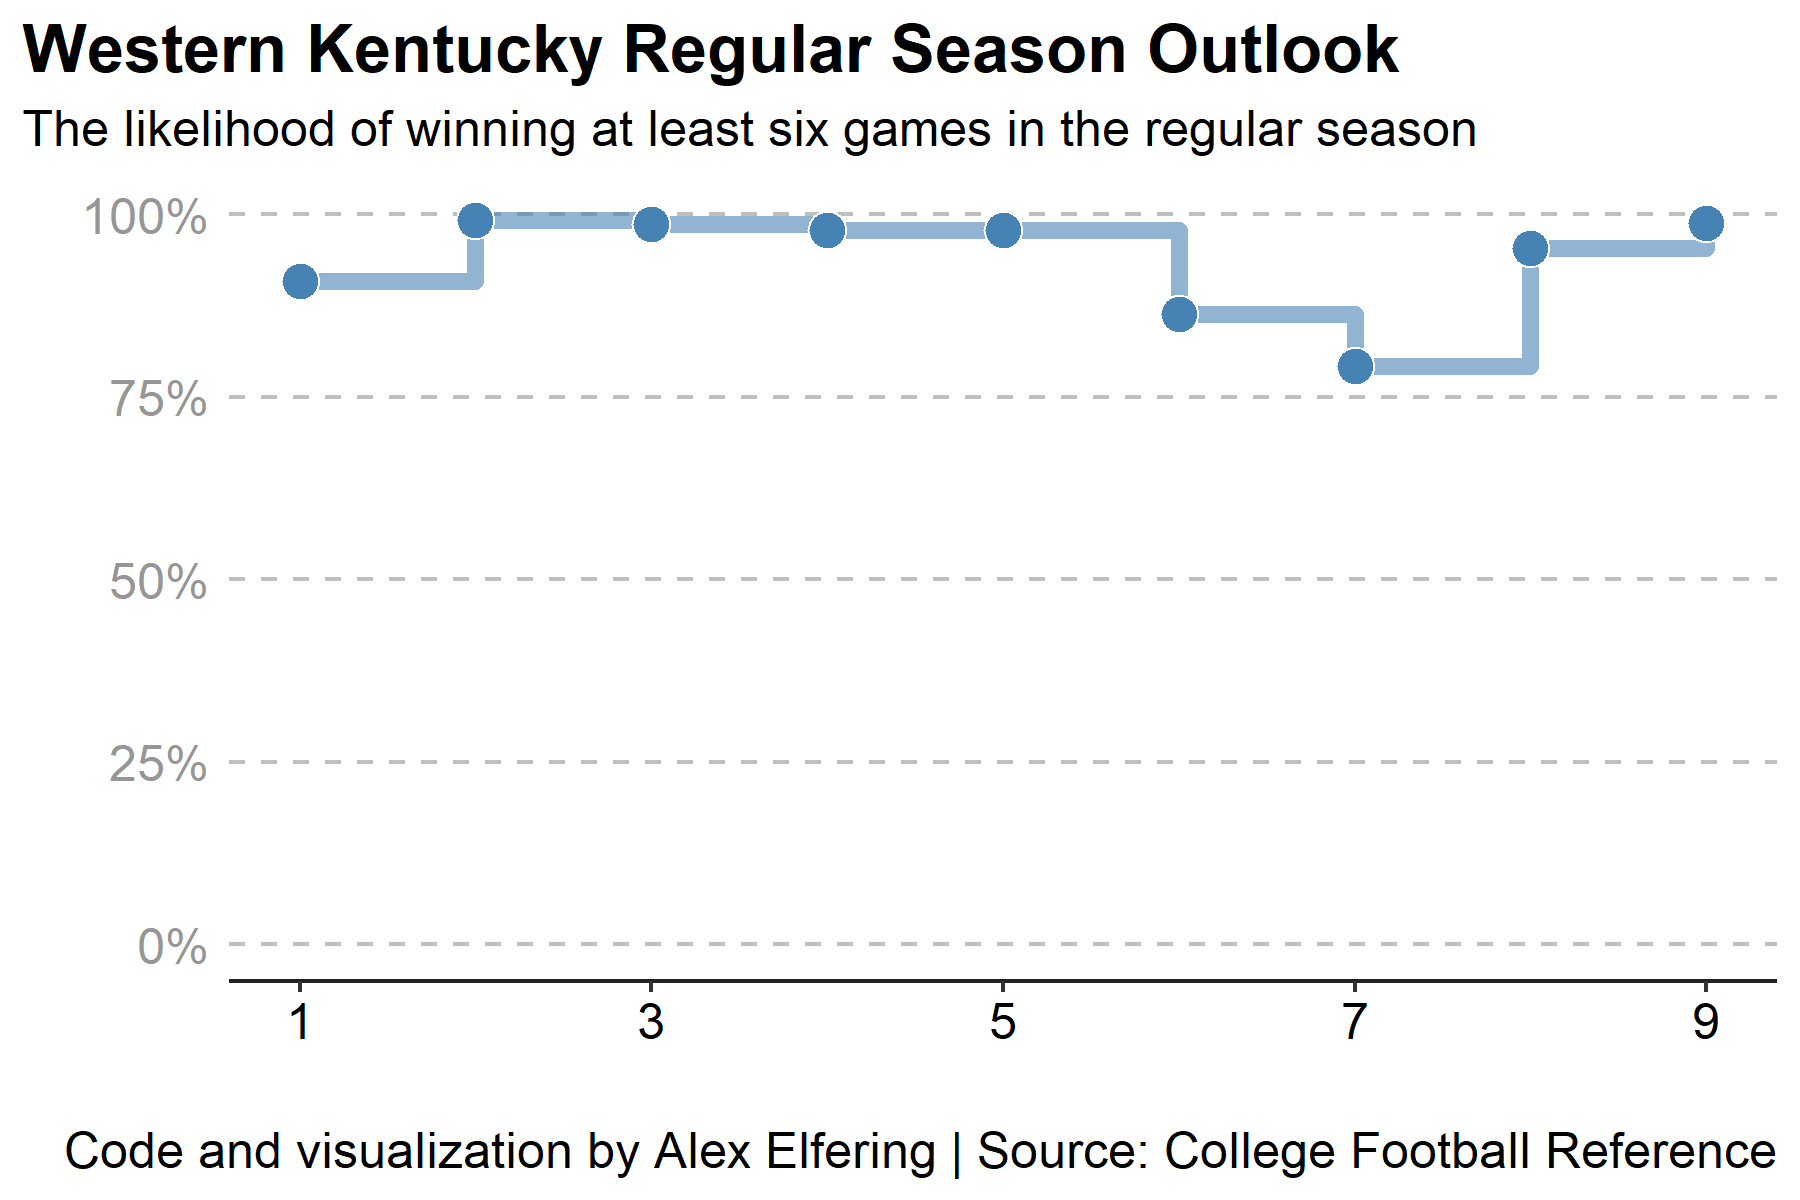 Western Kentucky Regular Season Outlook
The likelihood of winning at least six games in the regular season
100%
75%
50%
25%
0%
1 3 5 7 9
Code and visualization by Alex Elfering | Source: College Football Reference